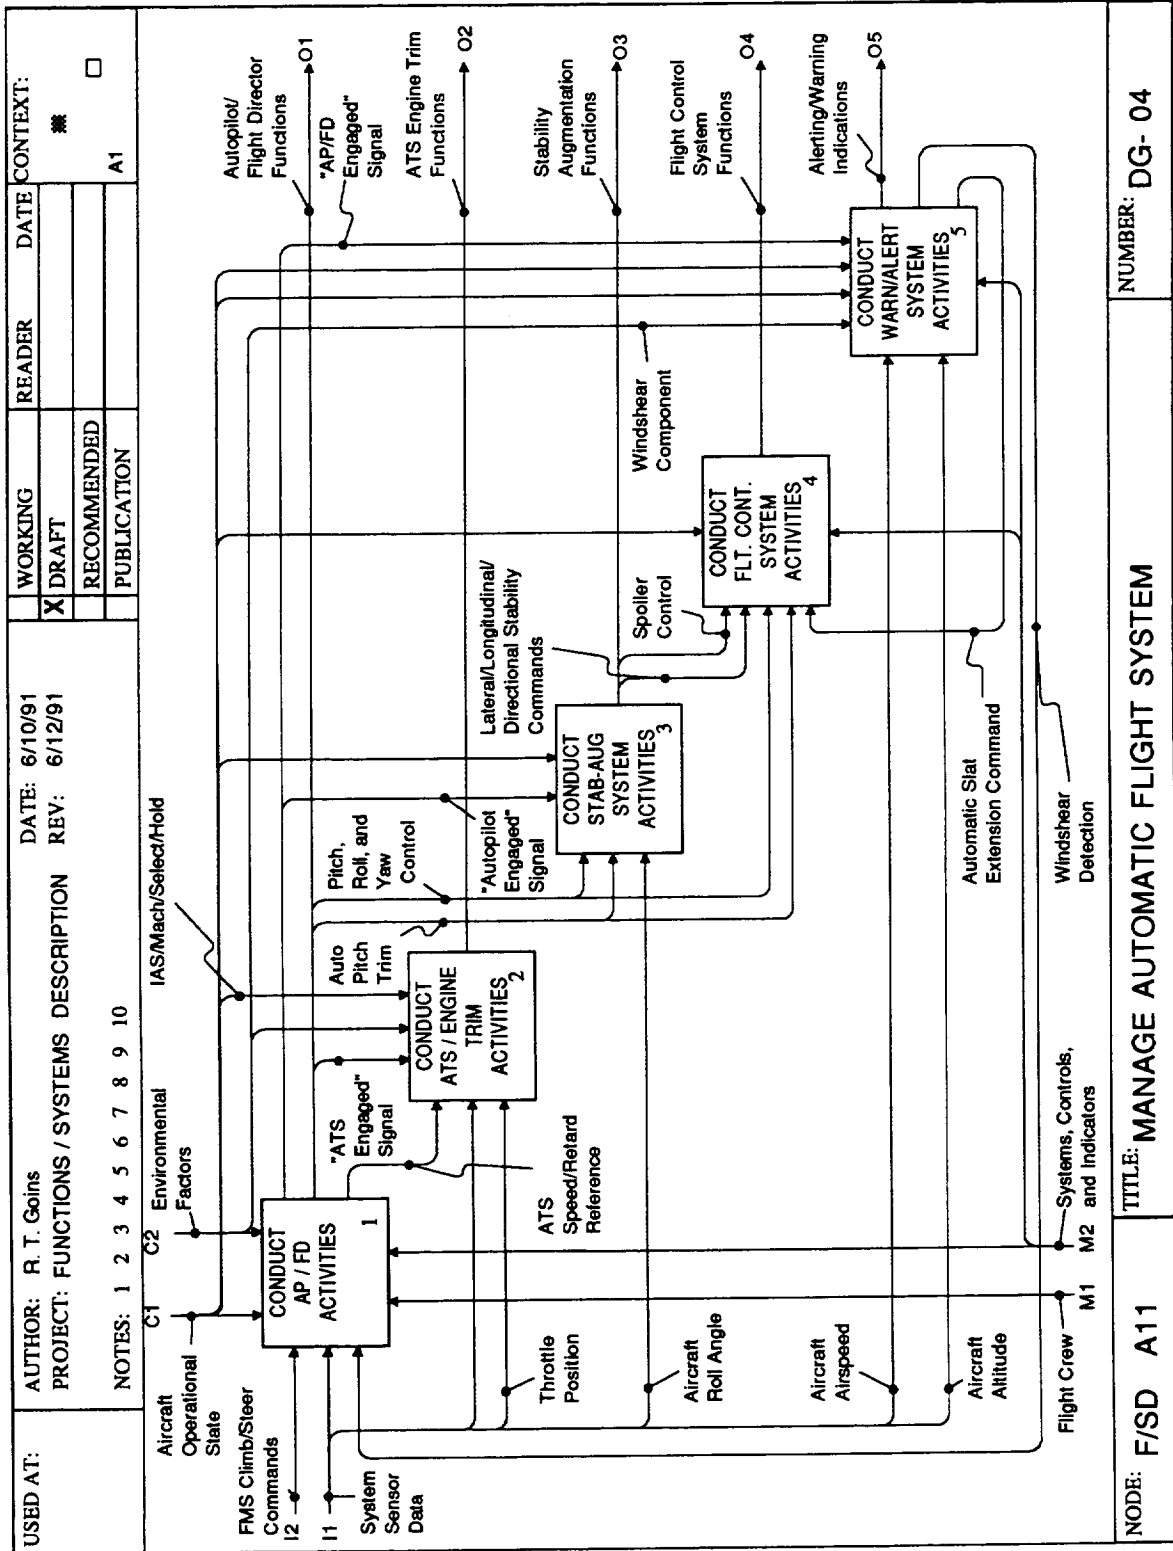 USED AT:
AUTHOR: R. T. Goins
PROJECT: FUNCTIONS / SYSTEMS DESCRIPTION
NOTES: 1 2 3 4 5 6 7 8 9 10
DATE: 6/10/91
REV: 6/12/91
WORKING
X DRAFT
RECOMMENDED
PUBLICATION
READER
DATE
CONTEXT:
A1
C1
Aircraft
Operational
State
C2
Environmental
Factors
IAS/Mach/Select/Hold
FMS Climb/Steer
Commands
I2
I1
System
Sensor
Data
CONDUCT
AP / FD
ACTIVITIES
1
"ATS
Engaged"
Signal
ATS
Speed/Retard
Reference
CONDUCT
ATS / ENGINE
TRIM
ACTIVITIES
2
Auto
Pitch
Trim
Pitch,
Roll, and
Yaw
Control
"Autopilot
Engaged"
Signal
CONDUCT
STAB-AUG
SYSTEM
ACTIVITIES
3
Lateral/Longitudinal/
Directional Stability
Commands
Spoiler
Control
CONDUCT
FLT. CONT.
SYSTEM
ACTIVITIES
4
Windshear
Component
CONDUCT
WARN/ALERT
SYSTEM
ACTIVITIES
5
Autopilot/
Flight Director
Functions
O1
"AP/FD
Engaged"
Signal
ATS Engine Trim
Functions
O2
Stability
Augmentation
Functions
O3
Flight Control
System
Functions
O4
Alerting/Warning
Indications
O5
Throttle
Position
Aircraft
Roll Angle
Aircraft
Airspeed
Aircraft
Altitude
Automatic Slat
Extension Command
Windshear
Detection
Flight Crew
M1
M2
Systems, Controls,
and Indicators
NODE: F/SD A11
TITLE: MANAGE AUTOMATIC FLIGHT SYSTEM
NUMBER: DG- 04